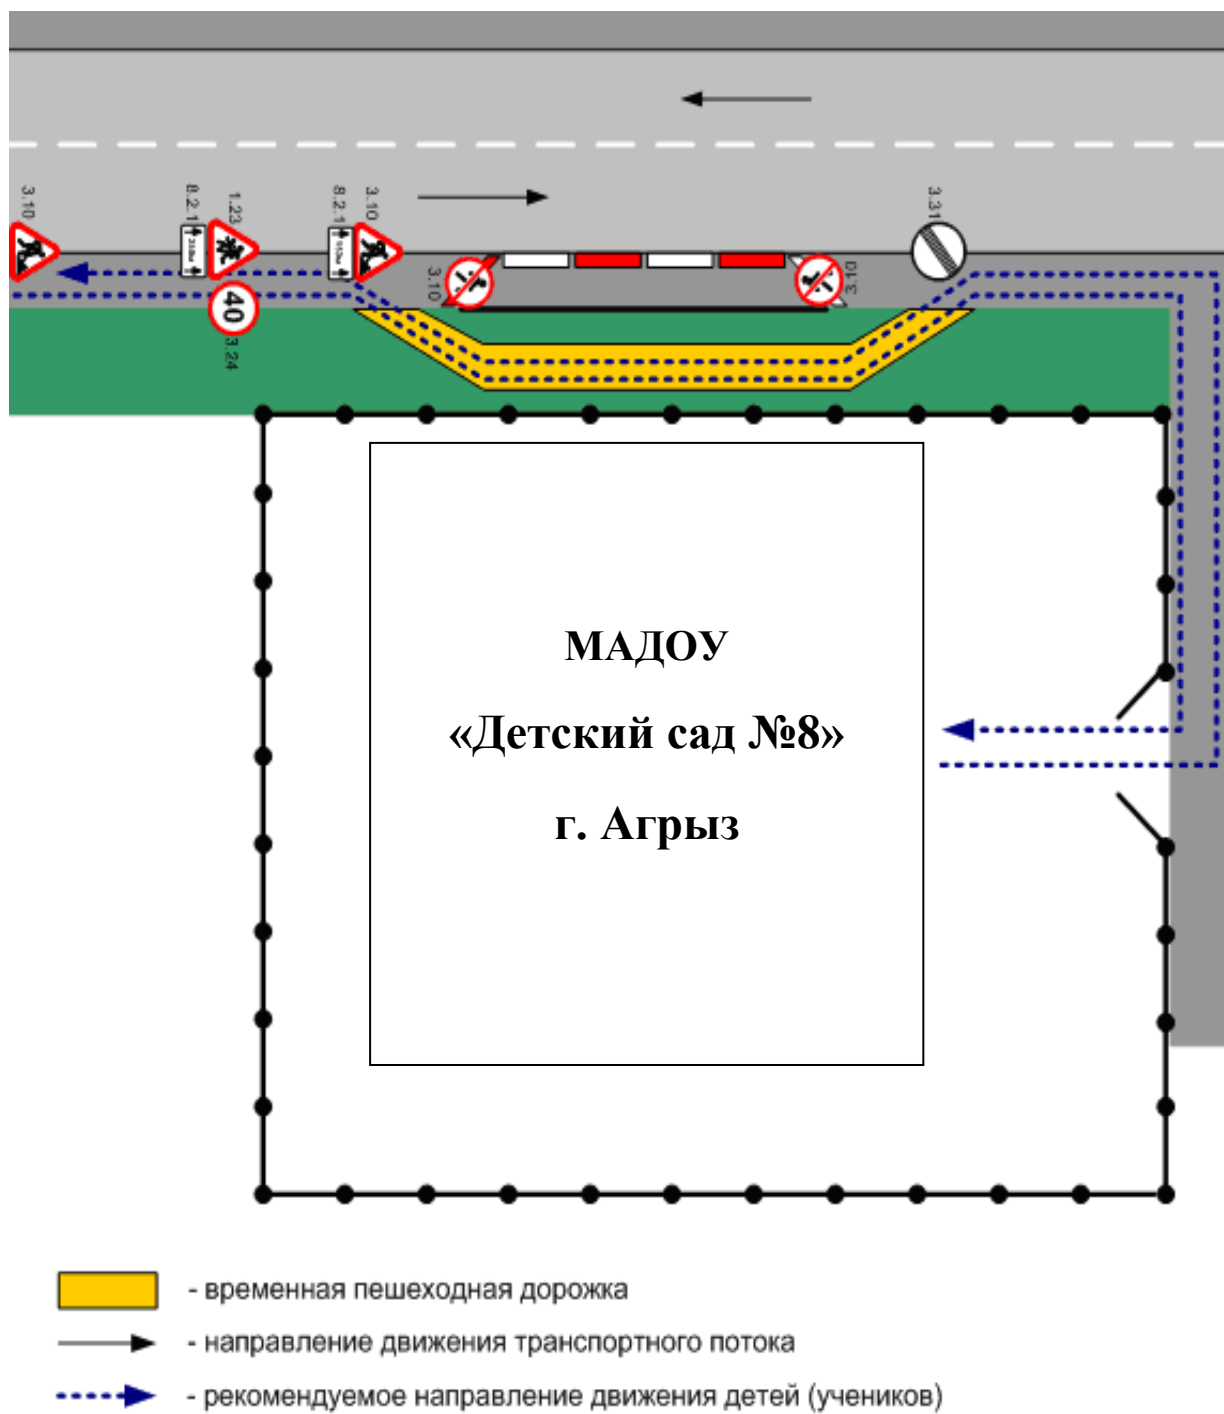 3.10
8.2.1
1.23
8.2.1
3.10
3.31
40
3.24
3.10
3.10
МАДОУ
«Детский сад №8»
г. Агрыз
- временная пешеходная дорожка
- направление движения транспортного потока
- рекомендуемое направление движения детей (учеников)